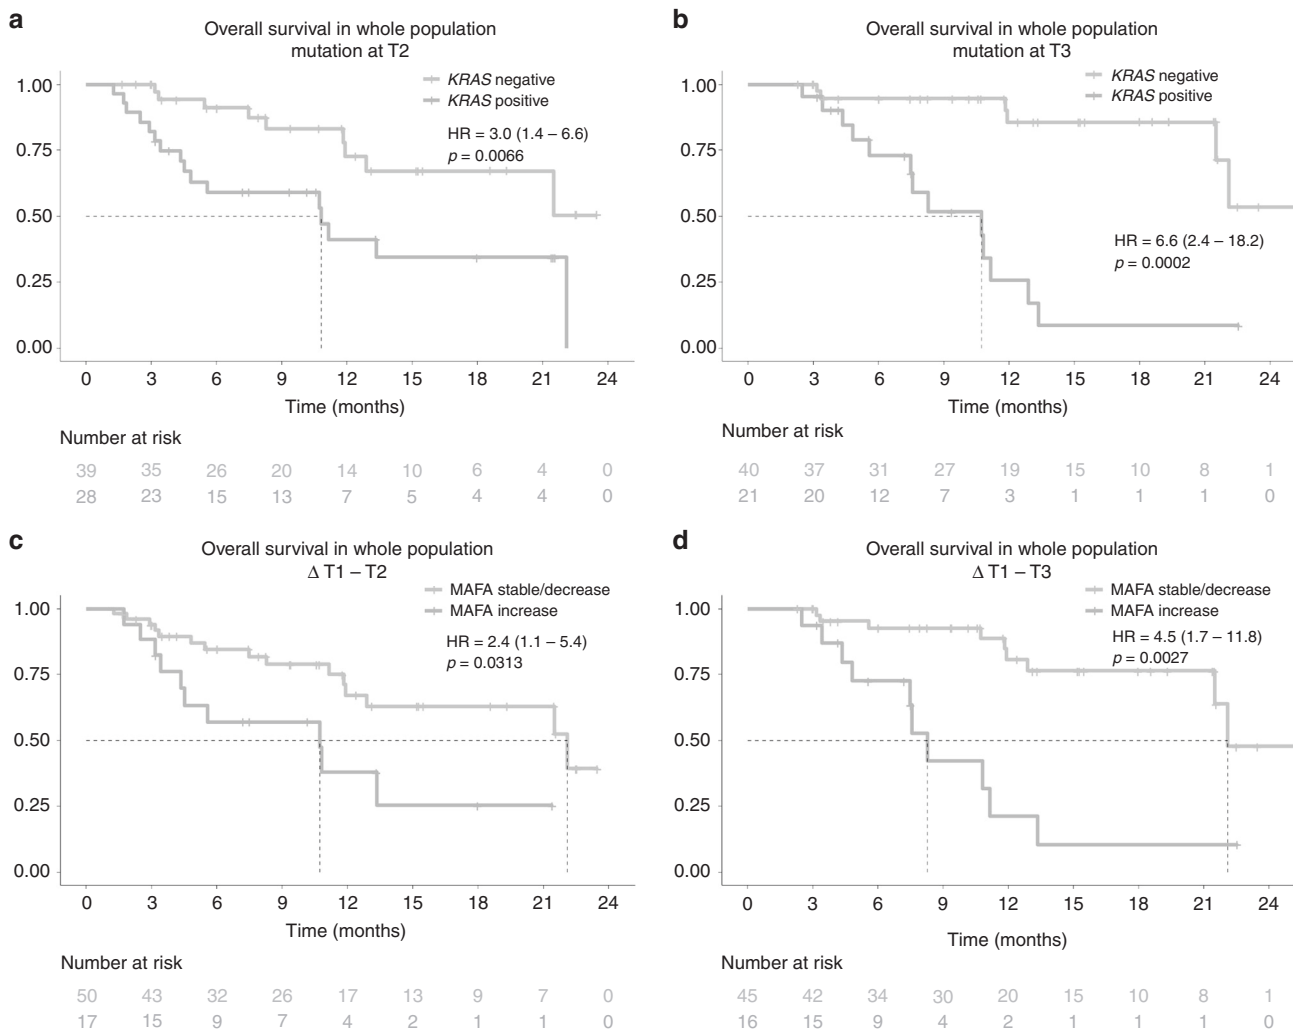 a
Overall survival in whole population
mutation at T2
KRAS negative
KRAS positive
HR = 3.0 (1.4 – 6.6)
p = 0.0066
1.00
0.75
0.50
0.25
0.00
0 3 6 9 12 15 18 21 24
Time (months)
Number at risk
39 35 26 20 14 10 6 4 0
28 23 15 13 7 5 4 4 0
b
Overall survival in whole population
mutation at T3
KRAS negative
KRAS positive
1.00
0.75
0.50
0.25
0.00
HR = 6.6 (2.4 – 18.2)
p = 0.0002
0 3 6 9 12 15 18 21 24
Time (months)
Number at risk
40 37 31 27 19 15 10 8 1
21 20 12 7 3 1 1 1 0
c
Overall survival in whole population
Δ T1 – T2
MAFA stable/decrease
MAFA increase
HR = 2.4 (1.1 – 5.4)
p = 0.0313
1.00
0.75
0.50
0.25
0.00
0 3 6 9 12 15 18 21 24
Time (months)
Number at risk
50 43 32 26 17 13 9 7 0
17 15 9 7 4 2 1 1 0
d
Overall survival in whole population
Δ T1 – T3
MAFA stable/decrease
MAFA increase
HR = 4.5 (1.7 – 11.8)
p = 0.0027
1.00
0.75
0.50
0.25
0.00
0 3 6 9 12 15 18 21 24
Time (months)
Number at risk
45 42 34 30 20 15 10 8 1
16 15 9 4 2 1 1 1 0